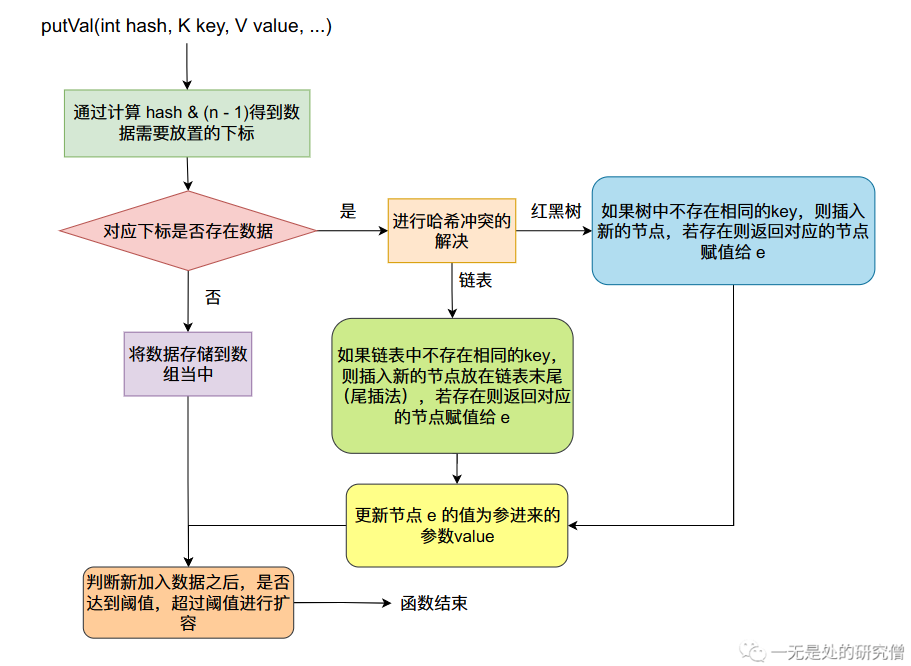 putVal(int hash, K key, V value, ...)
通过计算 hash & (n - 1)得到数
据需要放置的下标
对应下标是否存在数据
是
进行哈希冲突的
解决
红黑树
如果树中不存在相同的key，则插入
新的节点，若存在则返回对应的节点
赋值给 e
否
链表
将数据存储到数
组当中
如果链表中不存在相同的key，
则插入新的节点放在链表末尾
（尾插法），若存在则返回对应
的节点赋值给 e
更新节点 e 的值为参进来的
参数value
判断新加入数据之后，是否
达到阈值，超过阈值进行扩
容
函数结束
一无是处的研究僧